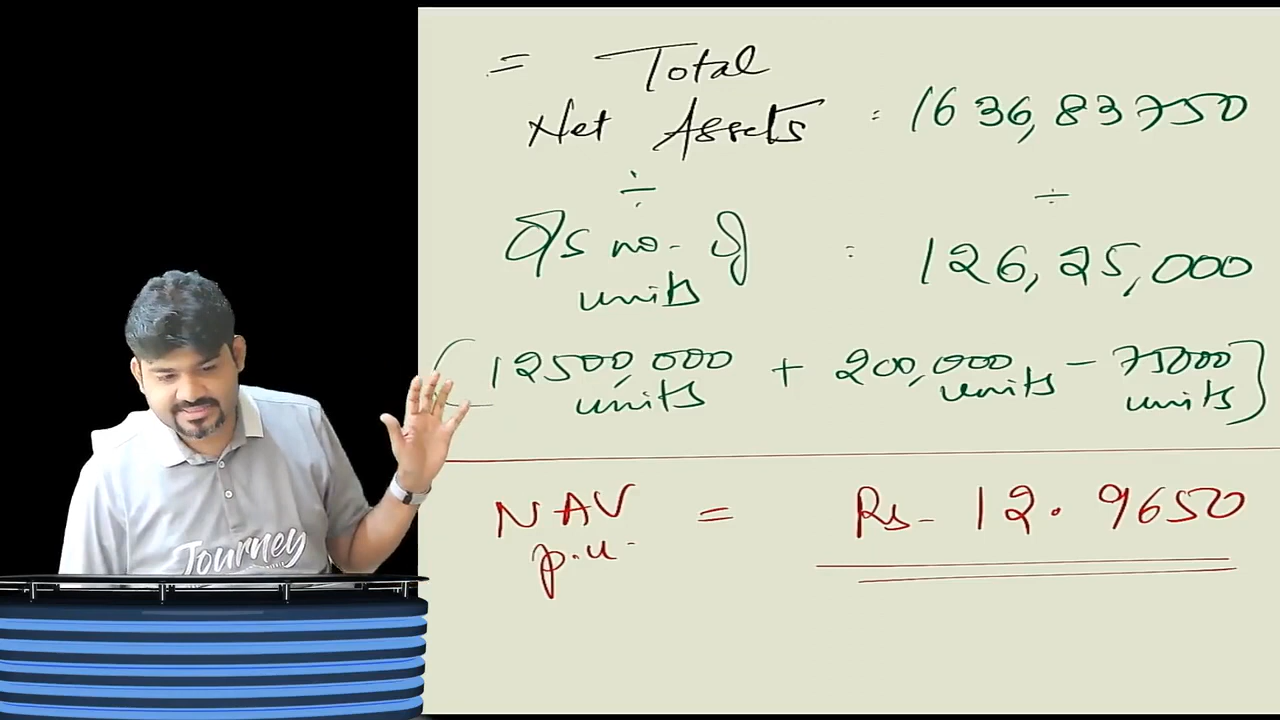 = Total
Net Assets : 1636,83750
÷ ÷
O/s no. of : 126,25,000
units
(12500,000 + 200,000 - 75000)
units units units
NAV = Rs- 12.9650
p.u.
Journey